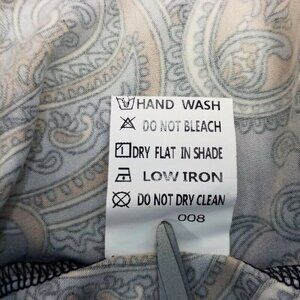 HAND WASH
DO NOT BLEACH
DRY FLAT IN SHADE
LOW IRON
DO NOT DRY CLEAN
008